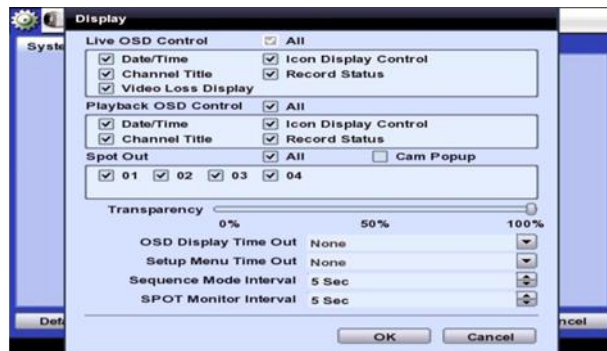 Display
Syste
Live OSD Control All
Date/Time Icon Display Control
Channel Title Record Status
Video Loss Display
Playback OSD Control All
Date/Time Icon Display Control
Channel Title Record Status
Spot Out All Cam Popup
01 02 03 04
Transparency
0% 50% 100%
OSD Display Time Out None
Setup Menu Time Out None
Sequence Mode Interval 5 Sec
SPOT Monitor Interval 5 Sec
Defa ncel
OK Cancel